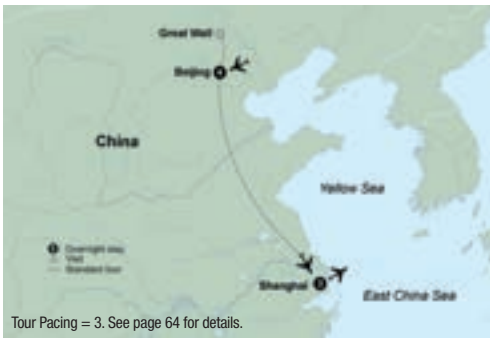 Great Wall
Beijing 4
China
Yellow Sea
Overnight stay
Visit
Standard tour
Shanghai
East China Sea
Tour Pacing = 3. See page 64 for details.